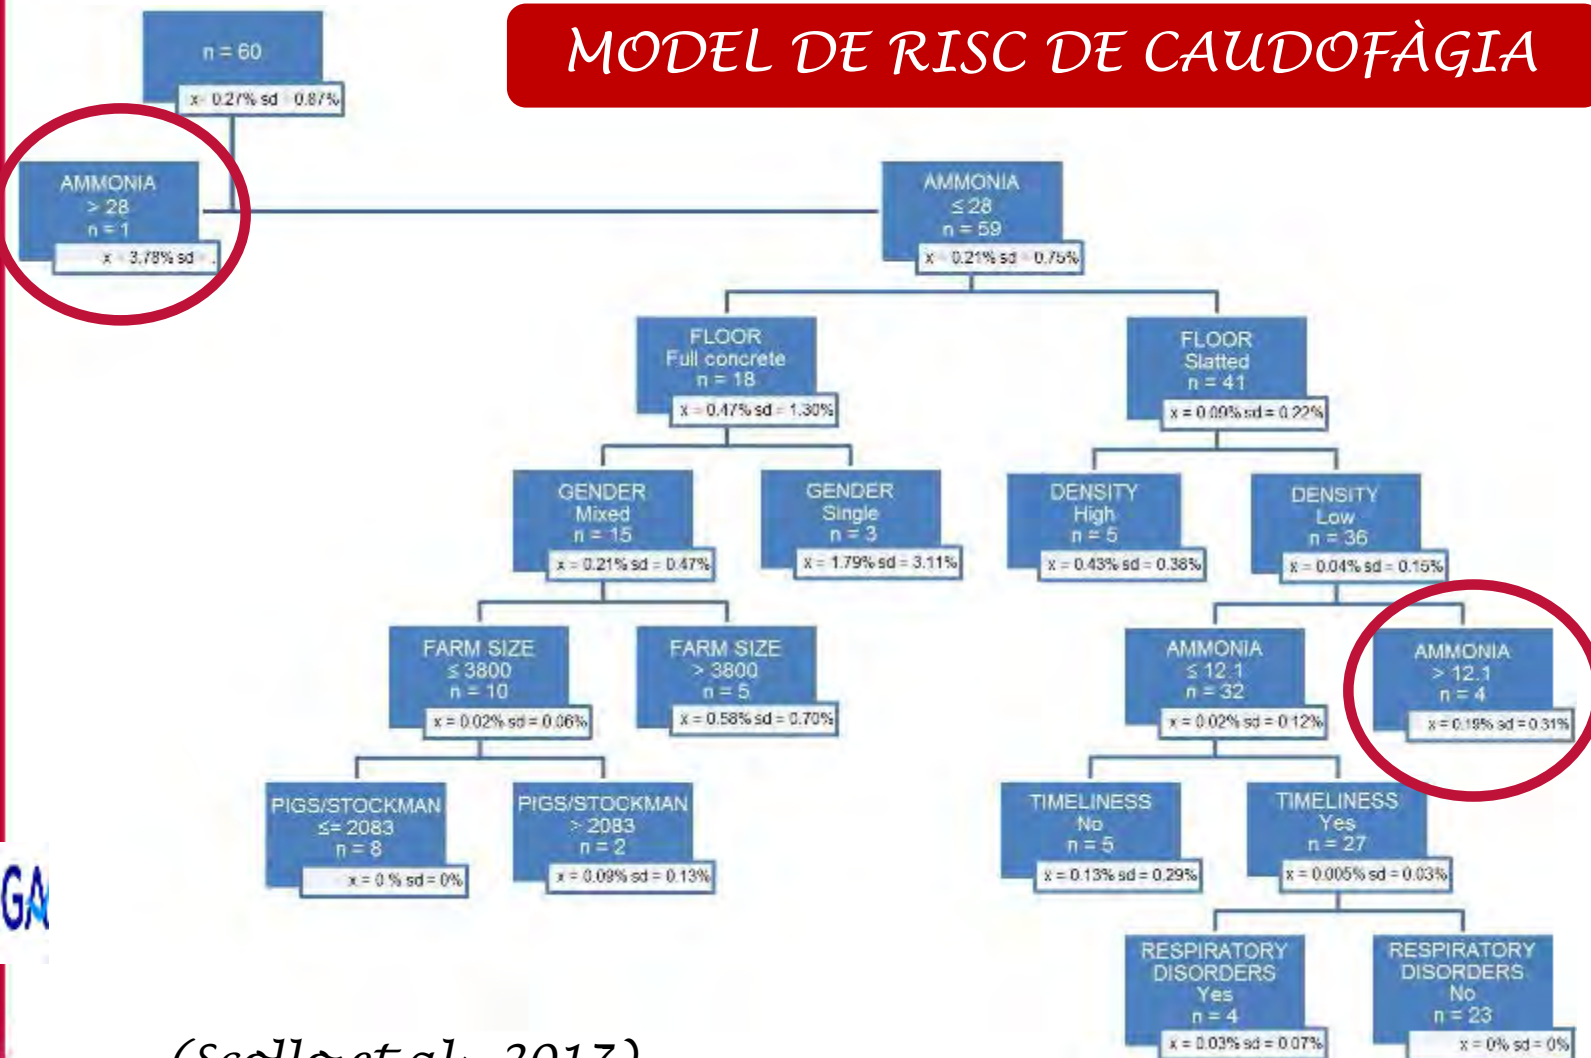 MODEL DE RISC DE CAUDOFÀGIA
n = 60
x= 0.27% sd = 0.87%
AMMONIA
> 28
n = 1
x = 3.78% sd = .
AMMONIA
≤ 28
n = 59
x = 0.21% sd = 0.75%
FLOOR
Full concrete
n = 18
x = 0.47% sd = 1.30%
FLOOR
Slatted
n = 41
x = 0.09% sd = 0.22%
GENDER
Mixed
n = 15
x = 0.21% sd = 0.47%
GENDER
Single
n = 3
x = 1.79% sd = 3.11%
DENSITY
High
n = 5
x = 0.43% sd = 0.38%
DENSITY
Low
n = 36
x = 0.04% sd = 0.15%
FARM SIZE
≤ 3800
n = 10
x = 0.02% sd = 0.06%
FARM SIZE
> 3800
n = 5
x = 0.58% sd = 0.70%
AMMONIA
≤ 12.1
n = 32
x = 0.02% sd = 0.12%
AMMONIA
> 12.1
n = 4
x = 0.19% sd = 0.31%
PIGS/STOCKMAN
≤= 2083
n = 8
x = 0 % sd = 0%
PIGS/STOCKMAN
> 2083
n = 2
x = 0.09% sd = 0.13%
TIMELINESS
No
n = 5
x = 0.13% sd = 0.29%
TIMELINESS
Yes
n = 27
x = 0.005% sd = 0.03%
RESPIRATORY
DISORDERS
Yes
n = 4
x = 0.03% sd = 0.07%
RESPIRATORY
DISORDERS
No
n = 23
x = 0% sd = 0%
GA
(Scollo et al., 2017)